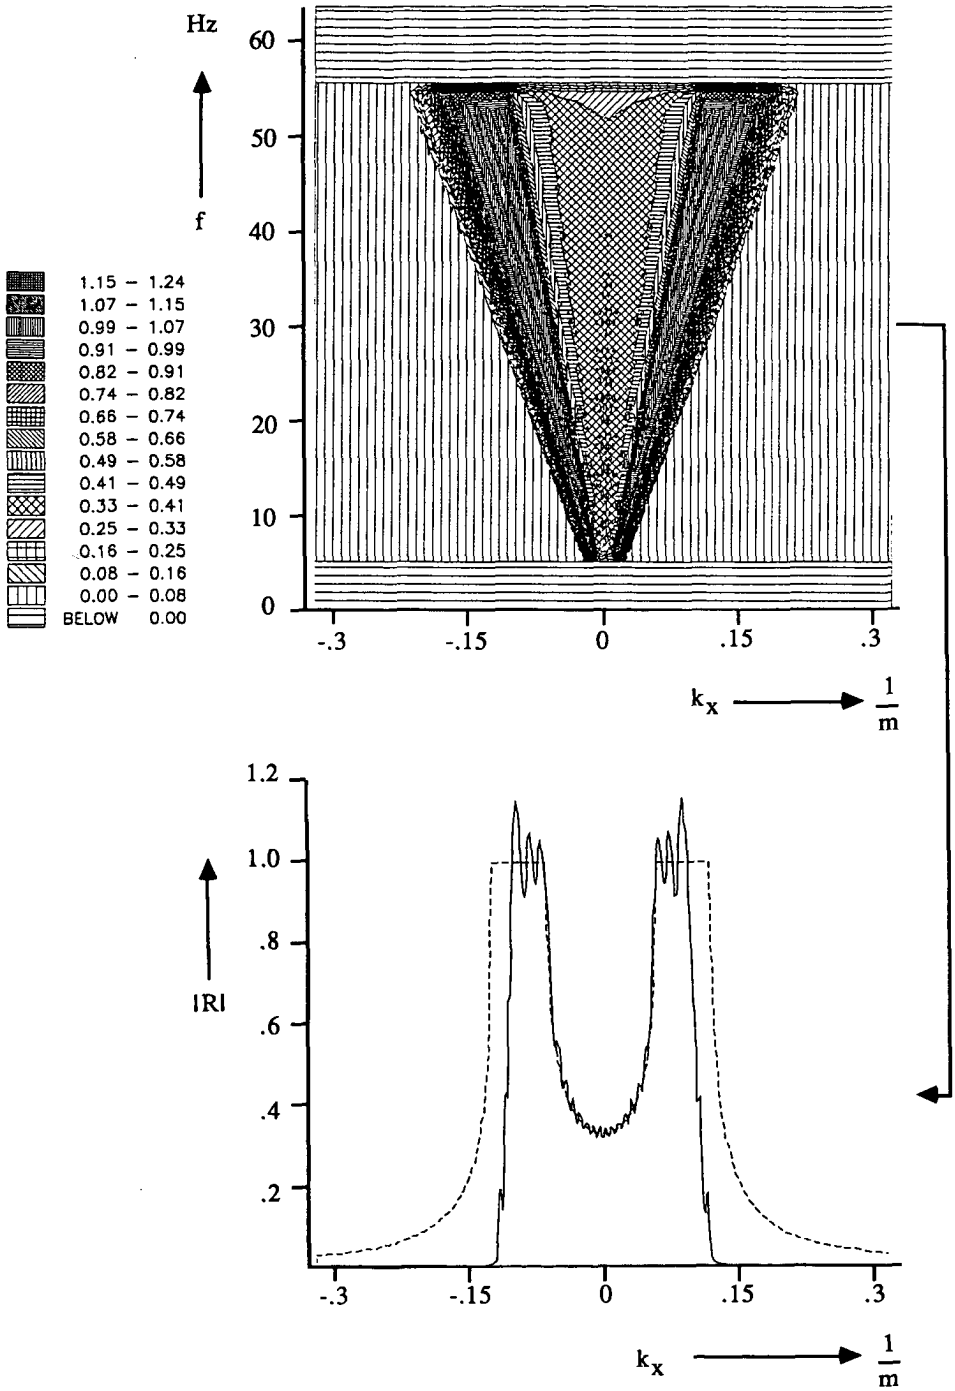 Hz
60
50
f
40
30
20
10
0
1.15 - 1.24
1.07 - 1.15
0.99 - 1.07
0.91 - 0.99
0.82 - 0.91
0.74 - 0.82
0.66 - 0.74
0.58 - 0.66
0.49 - 0.58
0.41 - 0.49
0.33 - 0.41
0.25 - 0.33
0.16 - 0.25
0.08 - 0.16
0.00 - 0.08
BELOW 0.00
-.3 -.15 0 .15 .3
kx 1/m
1.2
1.0
.8
|R|
.6
.4
.2
-.3 -.15 0 .15 .3
kx 1/m